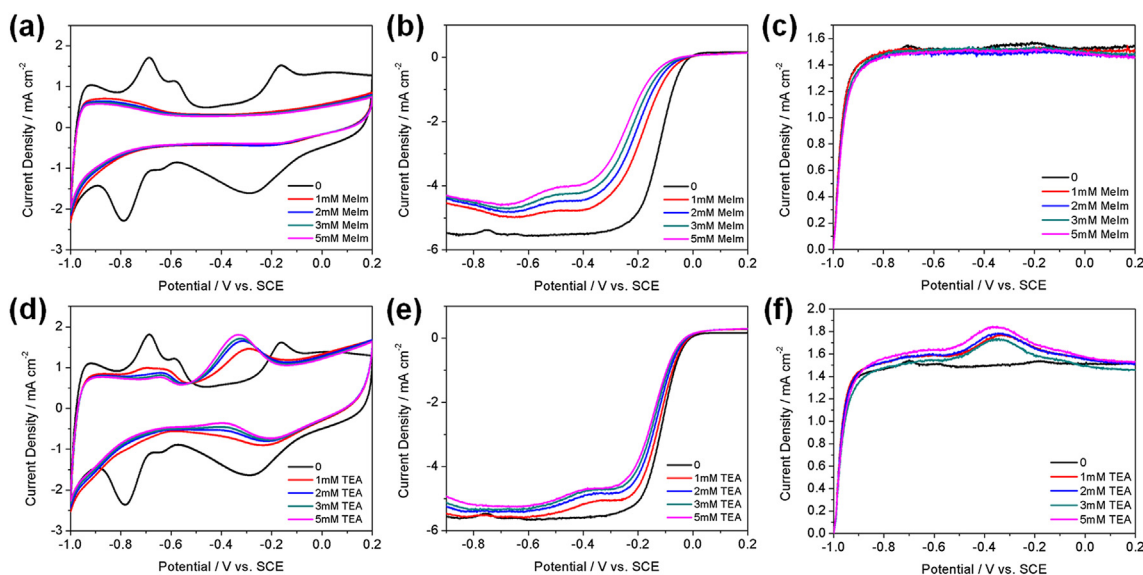 (a)
Current Density / mA cm⁻²
2
1
0
-1
-2
-3
0
1mM MeIm
2mM MeIm
3mM MeIm
5mM MeIm
-1.0 -0.8 -0.6 -0.4 -0.2 0.0 0.2
Potential / V vs. SCE
(b)
Current Density / mA cm⁻²
0
-2
-4
-6
0
1mM MeIm
2mM MeIm
3mM MeIm
5mM MeIm
-0.8 -0.6 -0.4 -0.2 0.0 0.2
Potential / V vs. SCE
(c)
Current Density / mA cm⁻²
1.6
1.4
1.2
1.0
0.8
0.6
0.4
0.2
0.0
0
1mM MeIm
2mM MeIm
3mM MeIm
5mM MeIm
-1.0 -0.8 -0.6 -0.4 -0.2 0.0 0.2
Potential / V vs. SCE
(d)
Current Density / mA cm⁻²
2
1
0
-1
-2
-3
0
1mM TEA
2mM TEA
3mM TEA
5mM TEA
-1.0 -0.8 -0.6 -0.4 -0.2 0.0 0.2
Potential / V vs. SCE
(e)
Current Density / mA cm⁻²
0
-2
-4
-6
0
1mM TEA
2mM TEA
3mM TEA
5mM TEA
-0.8 -0.6 -0.4 -0.2 0.0 0.2
Potential / V vs. SCE
(f)
Current Density / mA cm⁻²
2.0
1.8
1.6
1.4
1.2
1.0
0.8
0.6
0.4
0.2
0.0
0
1mM TEA
2mM TEA
3mM TEA
5mM TEA
-1.0 -0.8 -0.6 -0.4 -0.2 0.0 0.2
Potential / V vs. SCE